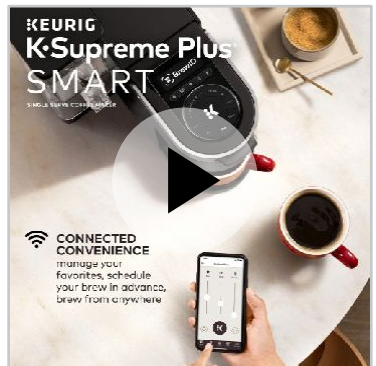 KEURIG
K•Supreme Plus
SMART
SINGLE SERVE COFFEE MAKER
BrewID
CONNECTED
CONVENIENCE
manage your
favorites, schedule
your brew in advance,
brew from anywhere